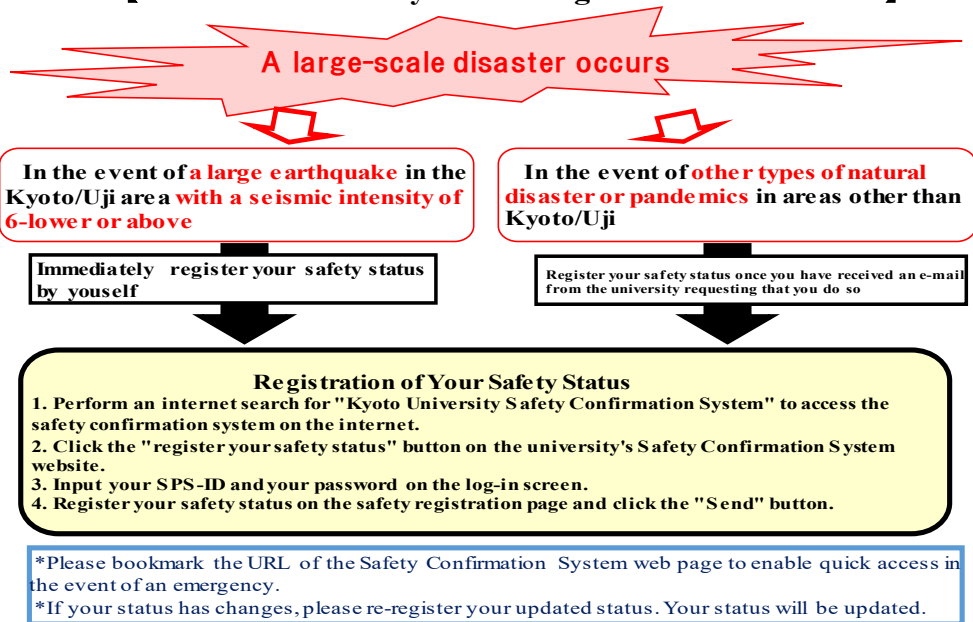 A large-scale disaster occurs
In the event of a large earthquake in the
Kyoto/Uji area with a seismic intensity of
6-lower or above
In the event of other types of natural
disaster or pandemics in areas other than
Kyoto/Uji
Immediately register your safety status
by youself
Register your safety status once you have received an e-mail
from the university requesting that you do so
Registration of Your Safety Status
1. Perform an internet search for "Kyoto University Safety Confirmation System" to access the
safety confirmation system on the internet.
2. Click the "register your safety status" button on the university's Safety Confirmation System
website.
3. Input your SPS-ID and your password on the log-in screen.
4. Register your safety status on the safety registration page and click the "Send" button.
*Please bookmark the URL of the Safety Confirmation System web page to enable quick access in
the event of an emergency.
*If your status has changes, please re-register your updated status. Your status will be updated.